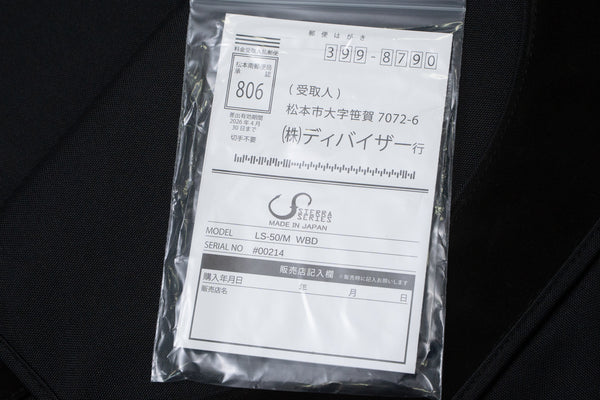 郵便はがき
399-8790
料金受取人払郵便
松本南郵便局
承認
806
差出有効期間
2026年4月
30日まで
切手不要
(受取人)
松本市大字笹賀 7072-6
(株)ディバイザー行
SIERRA
SERIES
MADE IN JAPAN
MODEL LS-50/M WBD
SERIAL NO #00214
販売店記入欄 ※販売時に記入お願いします
購入年月日 年 月 日
販売店名